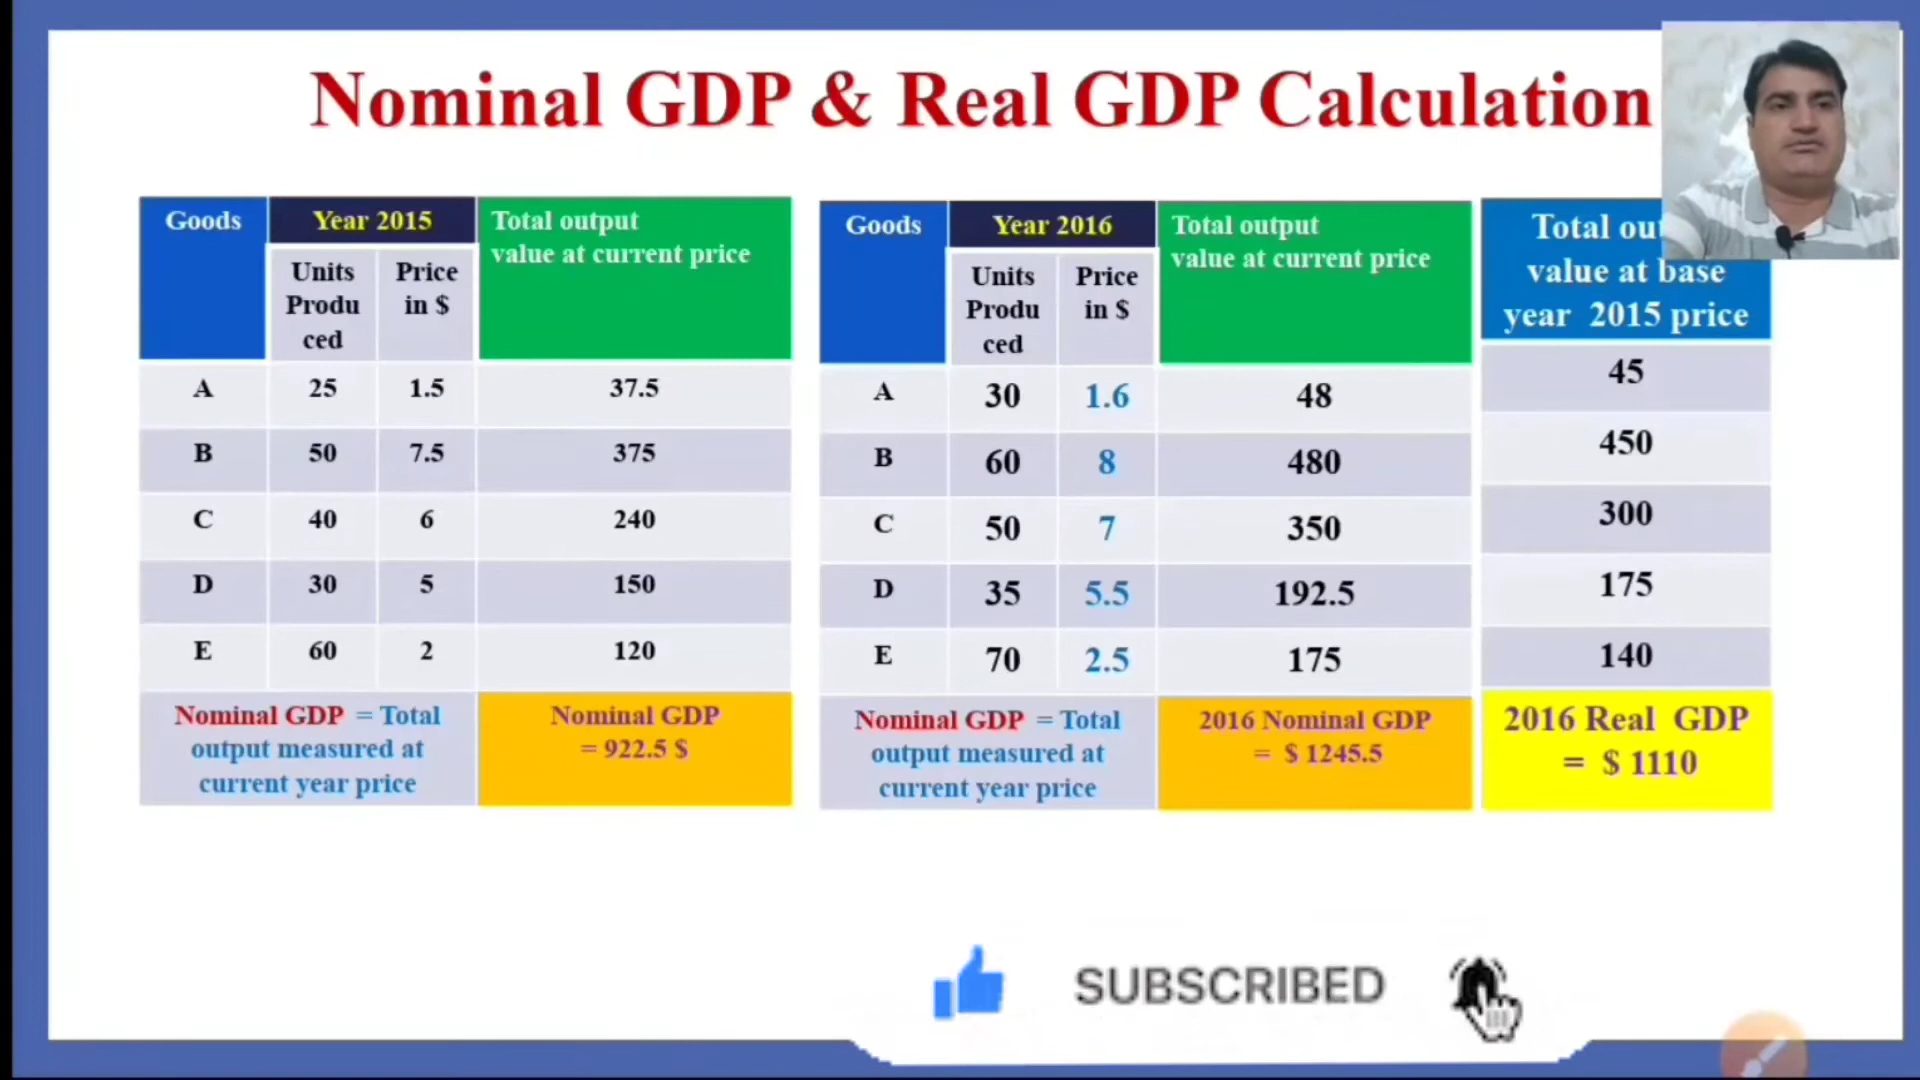 Nominal GDP & Real GDP Calculation
Goods
Year 2015
Total output
value at current price
Units
Produ
ced
Price
in $
A 25 1.5 37.5
B 50 7.5 375
C 40 6 240
D 30 5 150
E 60 2 120
Nominal GDP = Total
output measured at
current year price
Nominal GDP
= 922.5 $
Goods
Year 2016
Total output
value at current price
Units
Produ
ced
Price
in $
A 30 1.6 48
B 60 8 480
C 50 7 350
D 35 5.5 192.5
E 70 2.5 175
Nominal GDP = Total
output measured at
current year price
2016 Nominal GDP
= $ 1245.5
Total
value at base
year 2015 price
45
450
300
175
140
2016 Real GDP
= $ 1110
SUBSCRIBED